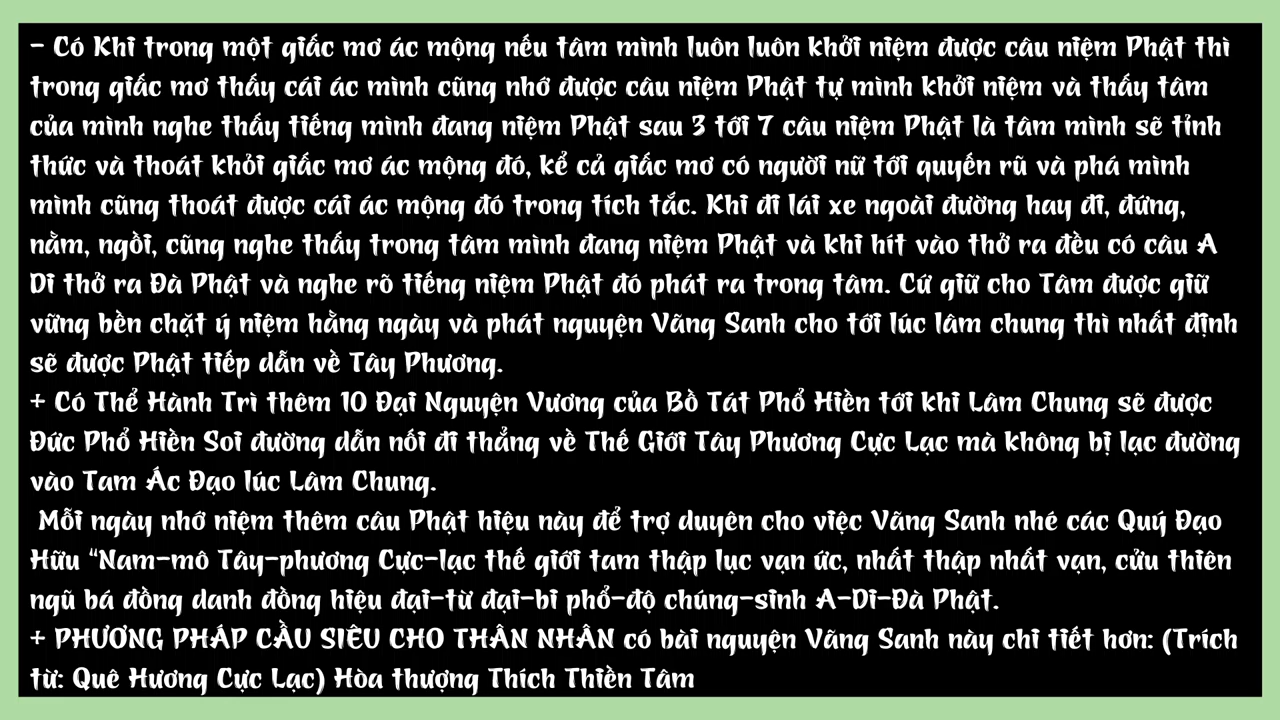 - Có Khi trong một giấc mơ ác mộng nếu tâm mình luôn luôn khởi niệm được câu niệm Phật thì
trong giấc mơ thấy cái ác mình cũng nhớ được câu niệm Phật tự mình khởi niệm và thấy tâm
của mình nghe thấy tiếng mình đang niệm Phật sau 3 tới 7 câu niệm Phật là tâm mình sẽ tỉnh
thức và thoát khỏi giấc mơ ác mộng đó, kể cả giấc mơ có người nữ tới quyến rũ và phá mình
mình cũng thoát được cái ác mộng đó trong tích tắc. Khi đi lái xe ngoài đường hay đi, đứng,
nằm, ngồi, cũng nghe thấy trong tâm mình đang niệm Phật và khi hít vào thở ra đều có câu A
Di thở ra Đà Phật và nghe rõ tiếng niệm Phật đó phát ra trong tâm. Cứ giữ cho Tâm được giữ
vững bền chặt ý niệm hằng ngày và phát nguyện Vãng Sanh cho tới lúc lâm chung thì nhất định
sẽ được Phật tiếp dẫn về Tây Phương.
+ Có Thể Hành Trì thêm 10 Đại Nguyện Vương của Bồ Tát Phổ Hiền tới khi Lâm Chung sẽ được
Đức Phổ Hiền Soi đường dẫn nối đi thẳng về Thế Giới Tây Phương Cực Lạc mà không bị lạc đường
vào Tam Ác Đạo lúc Lâm Chung.
Mỗi ngày nhớ niệm thêm câu Phật hiệu này để trợ duyên cho việc Vãng Sanh nhé các Quý Đạo
Hữu “Nam-mô Tây-phương Cực-lạc thế giới tam thập lục vạn ức, nhất thập nhất vạn, cửu thiên
ngũ bá đồng danh đồng hiệu đại-từ đại-bi phổ-độ chúng-sinh A-Di-Đà Phật.
+ PHƯƠNG PHÁP CẦU SIÊU CHO THÂN NHÂN có bài nguyện Vãng Sanh này chi tiết hơn: (Trích
từ: Quê Hương Cực Lạc) Hòa thượng Thích Thiền Tâm